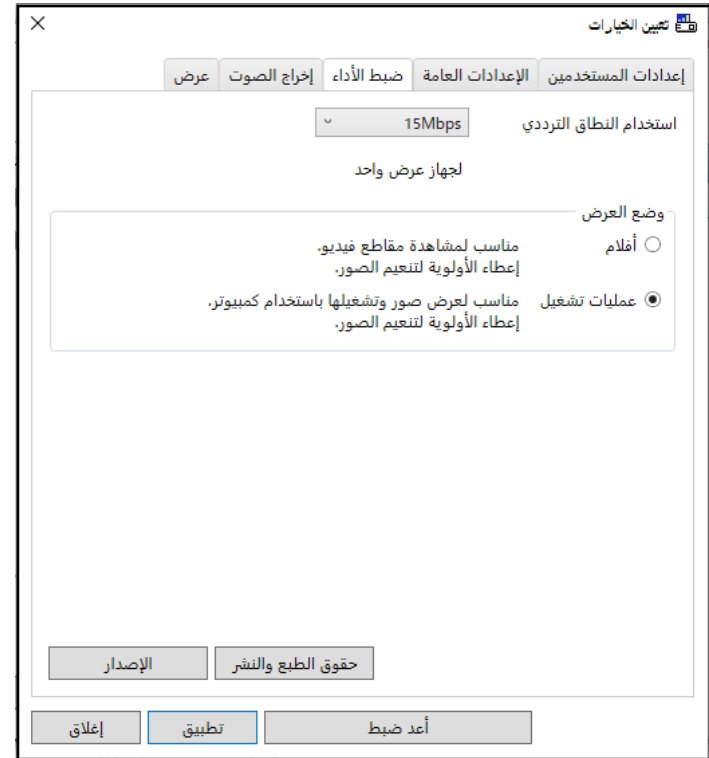 تعيين الخيارات
إعدادات المستخدمين
الإعدادات العامة
ضبط الأداء
إخراج الصوت
عرض
استخدام النطاق الترددي
15Mbps
لجهاز عرض واحد
وضع العرض
أفلام
مناسب لمشاهدة مقاطع فيديو.
إعطاء الأولوية لتنعيم الصور.
عمليات تشغيل
مناسب لعرض صور وتشغيلها باستخدام كمبيوتر.
إعطاء الأولوية لتنعيم الصور.
حقوق الطبع والنشر
الإصدار
أعد ضبط
تطبيق
إغلاق